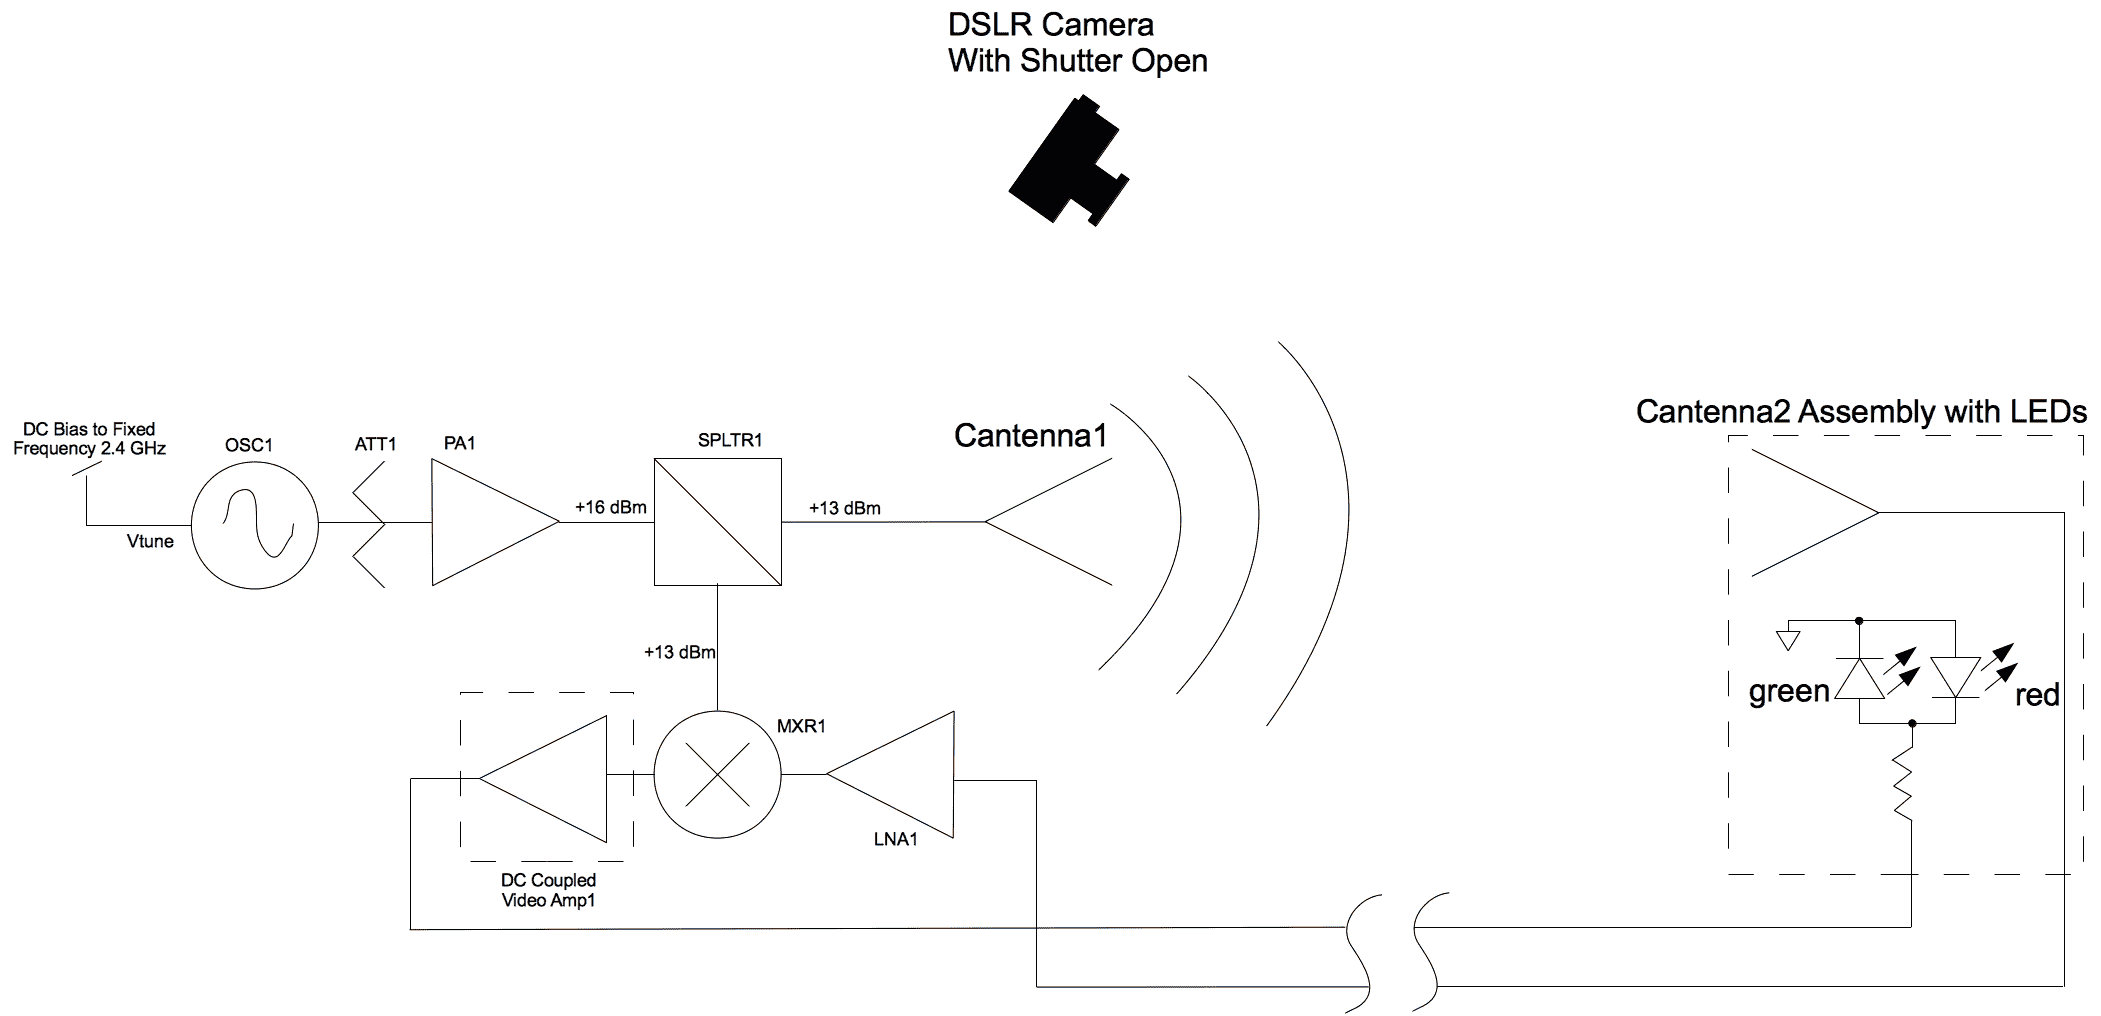 DSLR Camera
With Shutter Open
Cantenna2 Assembly with LEDs
DC Bias to Fixed
Frequency 2.4 GHz
OSC1
ATT1
PA1
SPLTR1
Cantenna1
+16 dBm
+13 dBm
Vtune
+13 dBm
green
red
MXR1
LNA1
DC Coupled
Video Amp1